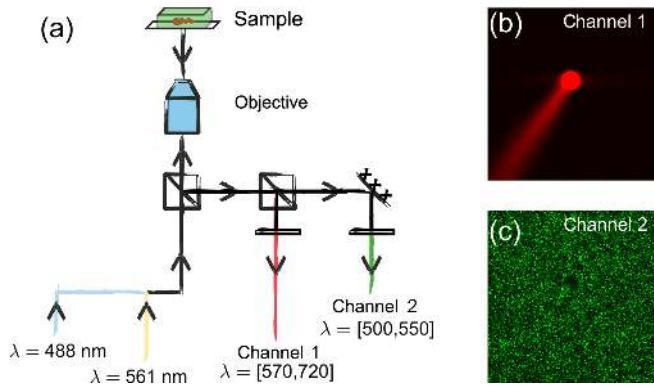 (a)
Sample
Objective
λ = 488 nm
λ = 561 nm
Channel 1
λ = [570,720]
Channel 2
λ = [500,550]
(b)
Channel 1
(c)
Channel 2